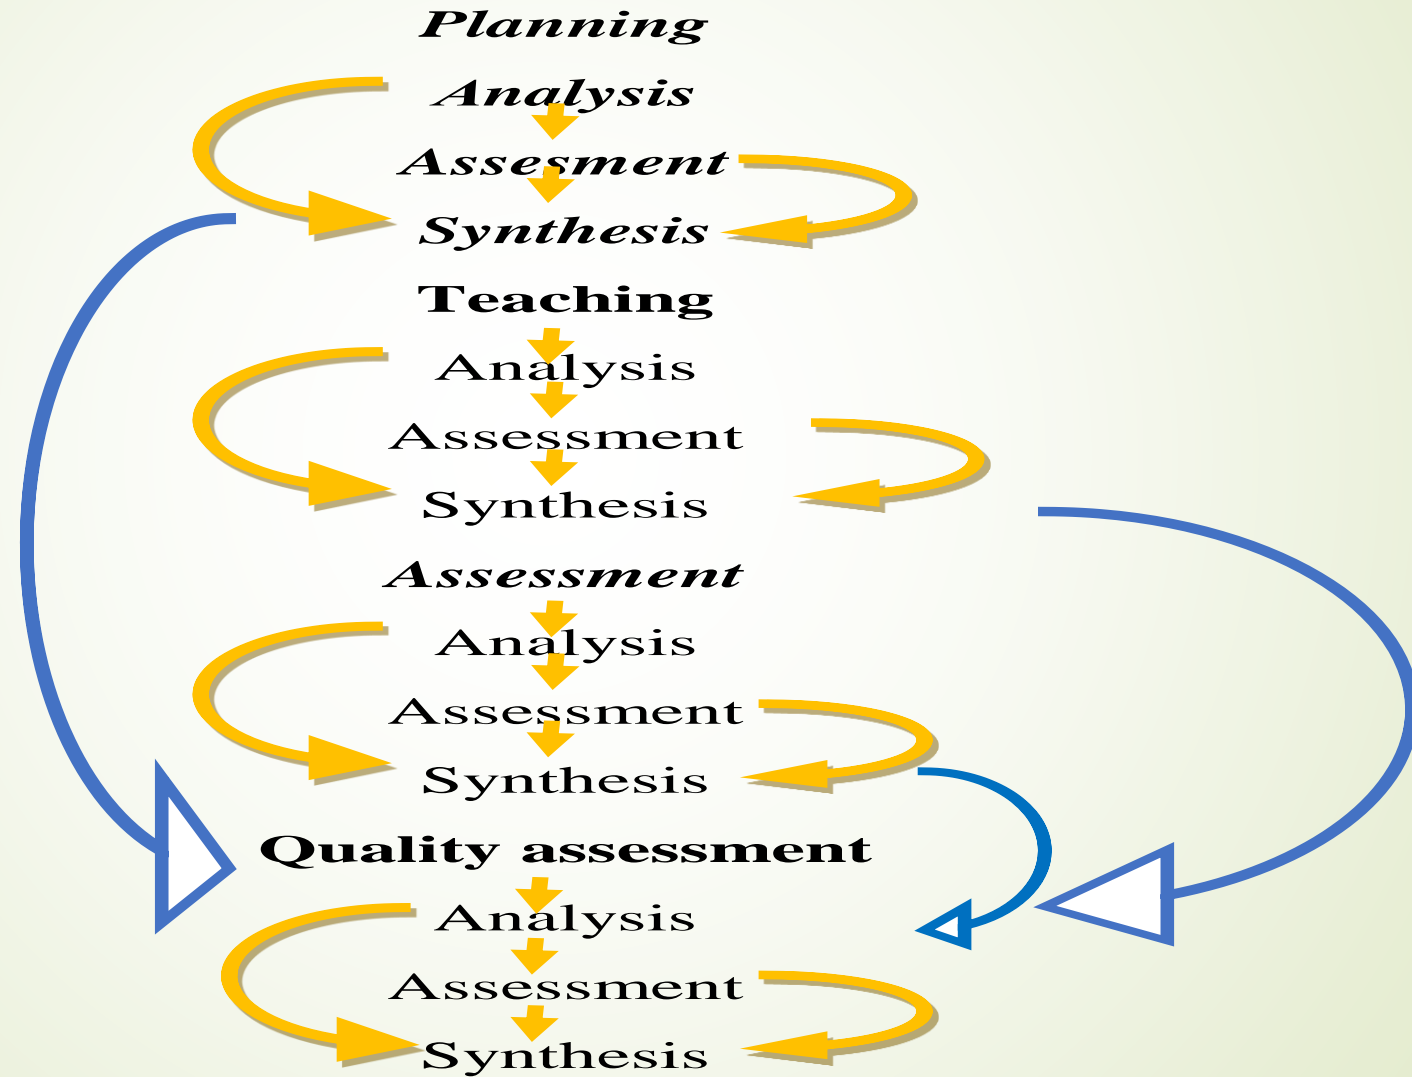 Planning
Analysis
Assesment
Synthesis
Teaching
Analysis
Assessment
Synthesis
Assessment
Analysis
Assessment
Synthesis
Quality assessment
Analysis
Assessment
Synthesis